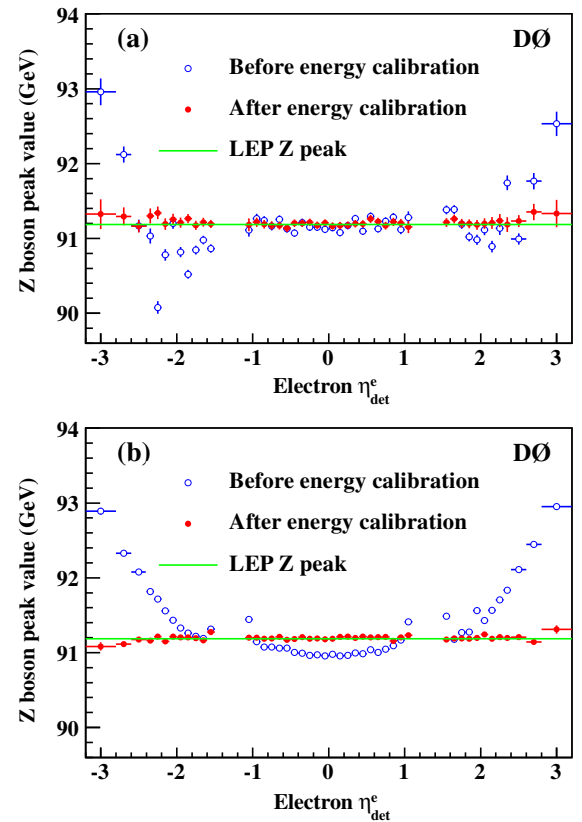 94
(a)
DØ
Before energy calibration
93
After energy calibration
LEP Z peak
92
91
90
Z boson peak value (GeV)
-3 -2 -1 0 1 2 3
Electron η^e_det
94
(b)
DØ
Before energy calibration
93
After energy calibration
LEP Z peak
92
91
90
Z boson peak value (GeV)
-3 -2 -1 0 1 2 3
Electron η^e_det